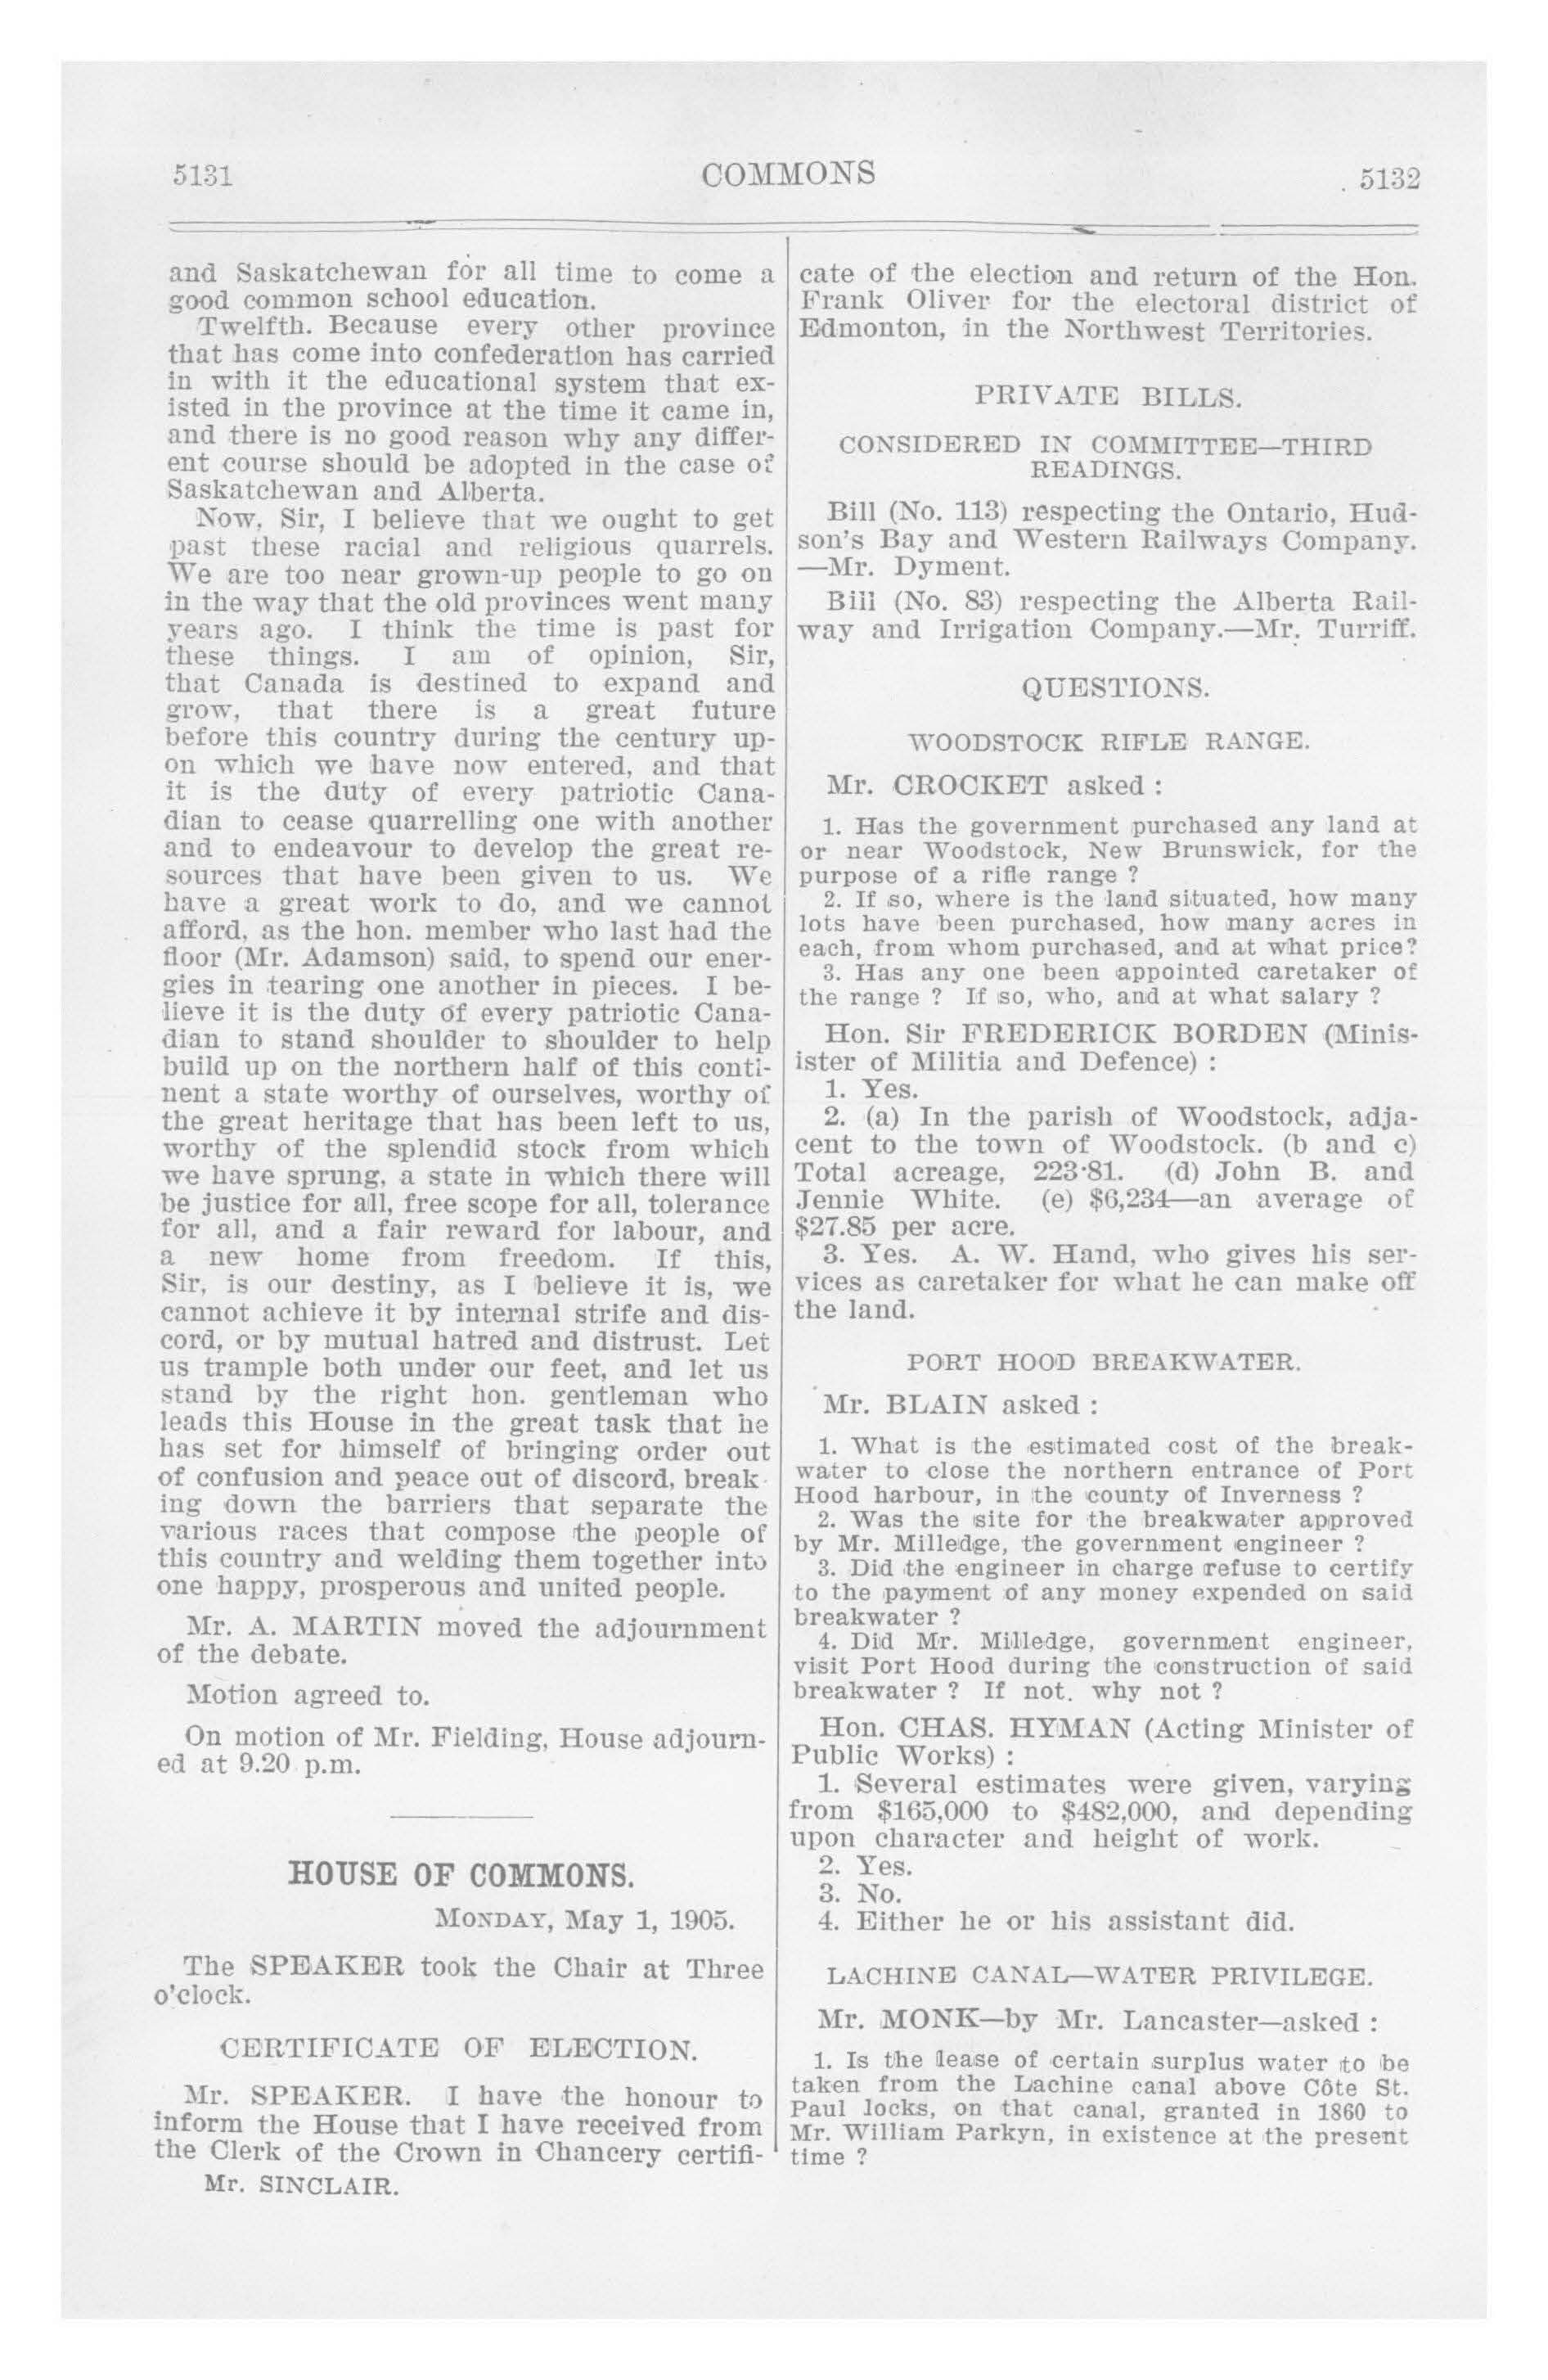 5131
COMMONS
5132
and Saskatchewan for all time to come a
good common school education.
Twelfth. Because every other province
that has come into confederation has carried
in with it the educational system that ex-
isted in the province at the time it came in,
and there is no good reason why any differ-
ent course should be adopted in the case of
Saskatchewan and Alberta.
Now, Sir, I believe that we ought to get
past these racial and religious quarrels.
We are too near grown-up people to go on
in the way that the old provinces went many
years ago. I think the time is past for
these things. I am of opinion, Sir,
that Canada is destined to expand and
grow, that there is a great future
before this country during the century up-
on which we have now entered, and that
it is the duty of every patriotic Cana-
dian to cease quarrelling one with another
and to endeavour to develop the great re-
sources that have been given to us. We
have a great work to do, and we cannot
afford, as the hon. member who last had the
floor (Mr. Adamson) said, to spend our ener-
gies in tearing one another in pieces. I be-
lieve it is the duty of every patriotic Cana-
dian to stand shoulder to shoulder to help
build up on the northern half of this conti-
nent a state worthy of ourselves, worthy of
the great heritage that has been left to us,
worthy of the splendid stock from which
we have sprung, a state in which there will
be justice for all, free scope for all, tolerance
for all, and a fair reward for labour, and
a new home from freedom. If this,
Sir, is our destiny, as I believe it is, we
cannot achieve it by internal strife and dis-
cord, or by mutual hatred and distrust. Let
us trample both under our feet, and let us
stand by the right hon. gentleman who
leads this House in the great task that he
has set for himself of bringing order out
of confusion and peace out of discord, break-
ing down the barriers that separate the
various races that compose the people of
this country and welding them together into
one happy, prosperous and united people.
Mr. A. MARTIN moved the adjournment
of the debate.
Motion agreed to.
On motion of Mr. Fielding, House adjourn-
ed at 9.20 p.m.
HOUSE OF COMMONS.
MONDAY, May 1, 1905.
The SPEAKER took the Chair at Three
o'clock.
CERTIFICATE OF ELECTION.
Mr. SPEAKER. I have the honour to
inform the House that I have received from
the Clerk of the Crown in Chancery certifi-
Mr. SINCLAIR.
cate of the election and return of the Hon.
Frank Oliver for the electoral district of
Edmonton, in the Northwest Territories.
PRIVATE BILLS.
CONSIDERED IN COMMITTEE—THIRD
READINGS.
Bill (No. 113) respecting the Ontario, Hud-
son's Bay and Western Railways Company.
—Mr. Dyment.
Bill (No. 83) respecting the Alberta Rail-
way and Irrigation Company.—Mr. Turriff.
QUESTIONS.
WOODSTOCK RIFLE RANGE.
Mr. CROCKET asked :
1. Has the government purchased any land at
or near Woodstock, New Brunswick, for the
purpose of a rifle range ?
2. If so, where is the land situated, how many
lots have been purchased, how many acres in
each, from whom purchased, and at what price?
3. Has any one been appointed caretaker of
the range ? If so, who, and at what salary ?
Hon. Sir FREDERICK BORDEN (Minis-
ister of Militia and Defence) :
1. Yes.
2. (a) In the parish of Woodstock, adja-
cent to the town of Woodstock. (b and c)
Total acreage, 223·81. (d) John B. and
Jennie White. (e) $6,234—an average of
$27.85 per acre.
3. Yes. A. W. Hand, who gives his ser-
vices as caretaker for what he can make off
the land.
PORT HOOD BREAKWATER.
Mr. BLAIN asked :
1. What is the estimated cost of the break-
water to close the northern entrance of Port
Hood harbour, in the county of Inverness ?
2. Was the site for the breakwater approved
by Mr. Milledge, the government engineer ?
3. Did the engineer in charge refuse to certify
to the payment of any money expended on said
breakwater ?
4. Did Mr. Milledge, government engineer,
visit Port Hood during the construction of said
breakwater ? If not, why not ?
Hon. CHAS. HYMAN (Acting Minister of
Public Works) :
1. Several estimates were given, varying
from $165,000 to $482,000, and depending
upon character and height of work.
2. Yes.
3. No.
4. Either he or his assistant did.
LACHINE CANAL—WATER PRIVILEGE.
Mr. MONK—by Mr. Lancaster—asked :
1. Is the lease of certain surplus water to be
taken from the Lachine canal above Côte St.
Paul locks, on that canal, granted in 1860 to
Mr. William Parkyn, in existence at the present
time ?